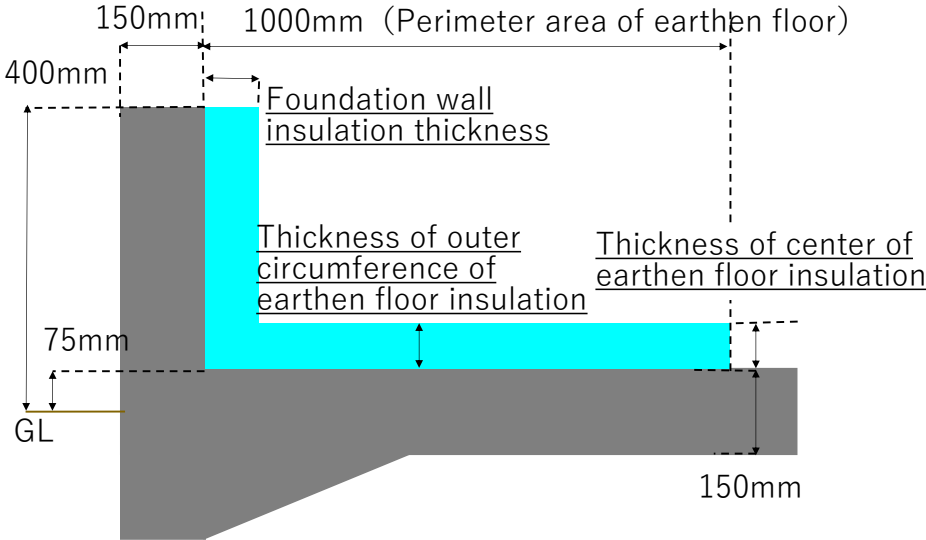 150mm
1000mm（Perimeter area of earthen floor）
400mm
Foundation wall
insulation thickness
Thickness of outer
circumference of
earthen floor insulation
Thickness of center of
earthen floor insulation
75mm
GL
150mm